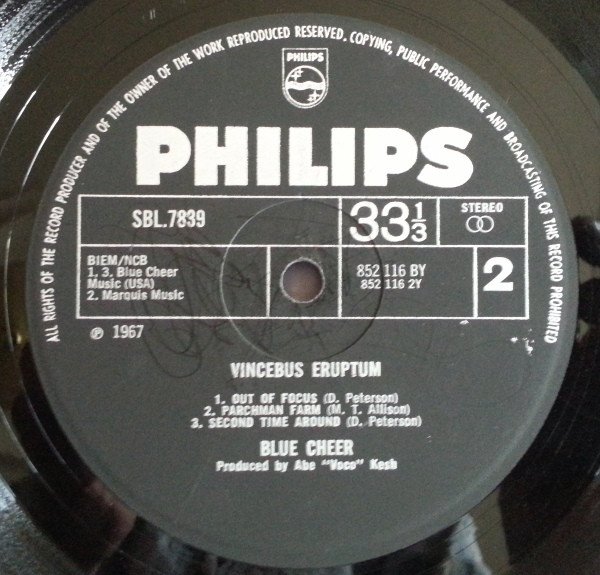 ALL RIGHTS OF THE RECORD PRODUCER AND OF THE OWNER OF THE WORK REPRODUCED RESERVED. COPYING, PUBLIC PERFORMANCE AND BROADCASTING OF THIS RECORD PROHIBITED
PHILIPS
PHILIPS
SBL.7839
33 1/3
STEREO
BIEM/NCB
1. 3. Blue Cheer
Music (USA)
2. Marquis Music
852 116 BY
852 116 2Y
2
℗ 1967
VINCEBUS ERUPTUM
1. OUT OF FOCUS (D. Peterson)
2. PARCHMAN FARM (M. T. Allison)
3. SECOND TIME AROUND (D. Peterson)
BLUE CHEER
Produced by Abe "Voco" Kesh